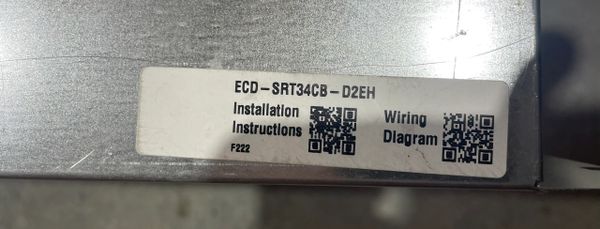 ECD-SRT34CB-D2EH
Installation
Instructions
F222
Wiring
Diagram